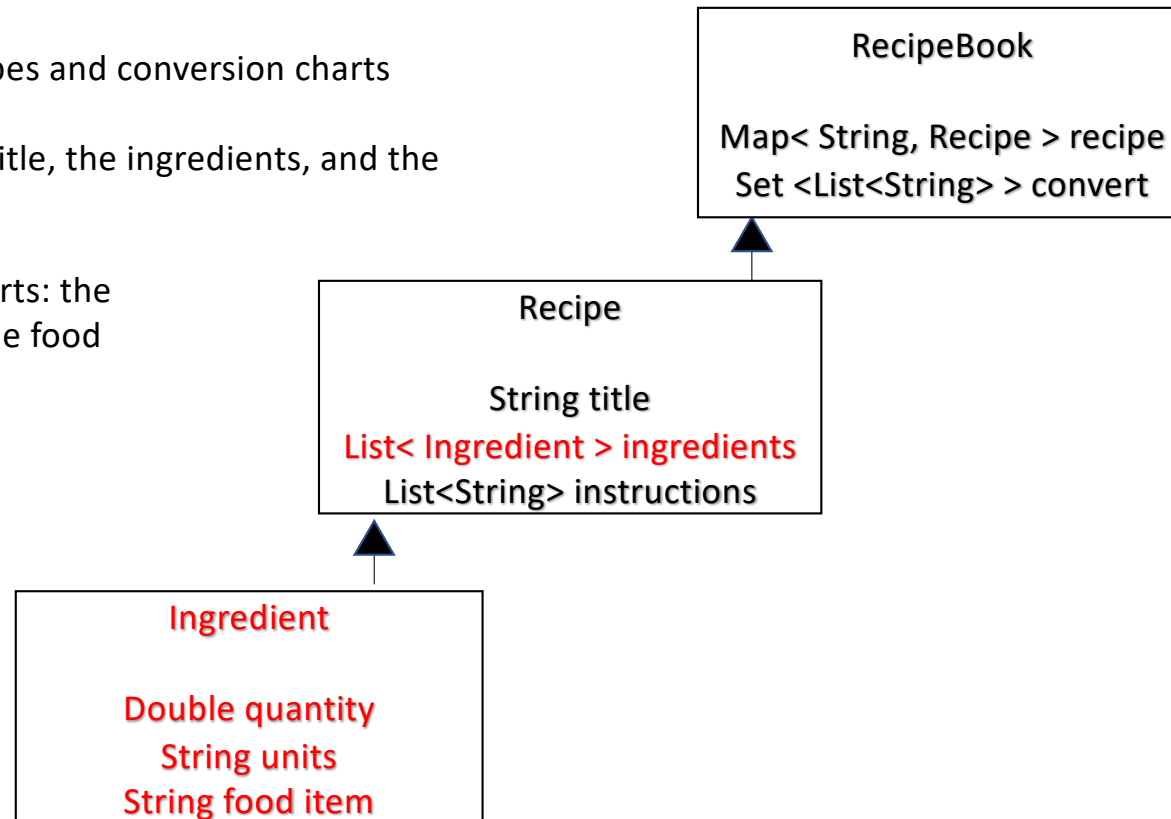 pes and conversion charts
itle, the ingredients, and the
rts: the
e food
RecipeBook
Map< String, Recipe > recipe
Set <List<String> > convert
Recipe
String title
List< Ingredient > ingredients
List<String> instructions
Ingredient
Double quantity
String units
String food item